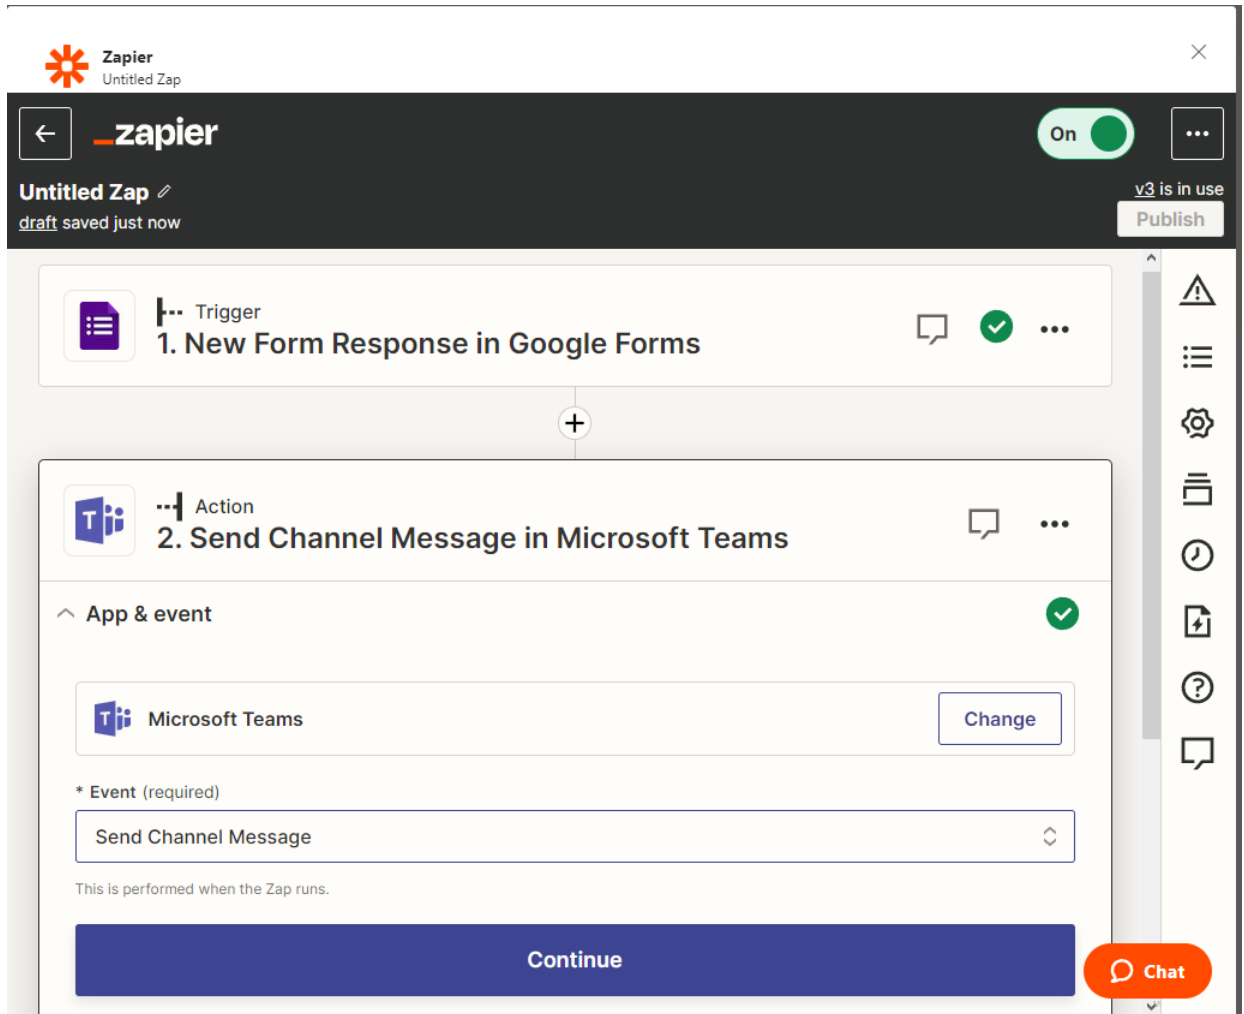 Zapier
Untitled Zap
_zapier
On
Untitled Zap
v3 is in use
draft saved just now
Publish
Trigger
1. New Form Response in Google Forms
Action
2. Send Channel Message in Microsoft Teams
App & event
T
Microsoft Teams
Change
* Event (required)
Send Channel Message
This is performed when the Zap runs.
Continue
Chat